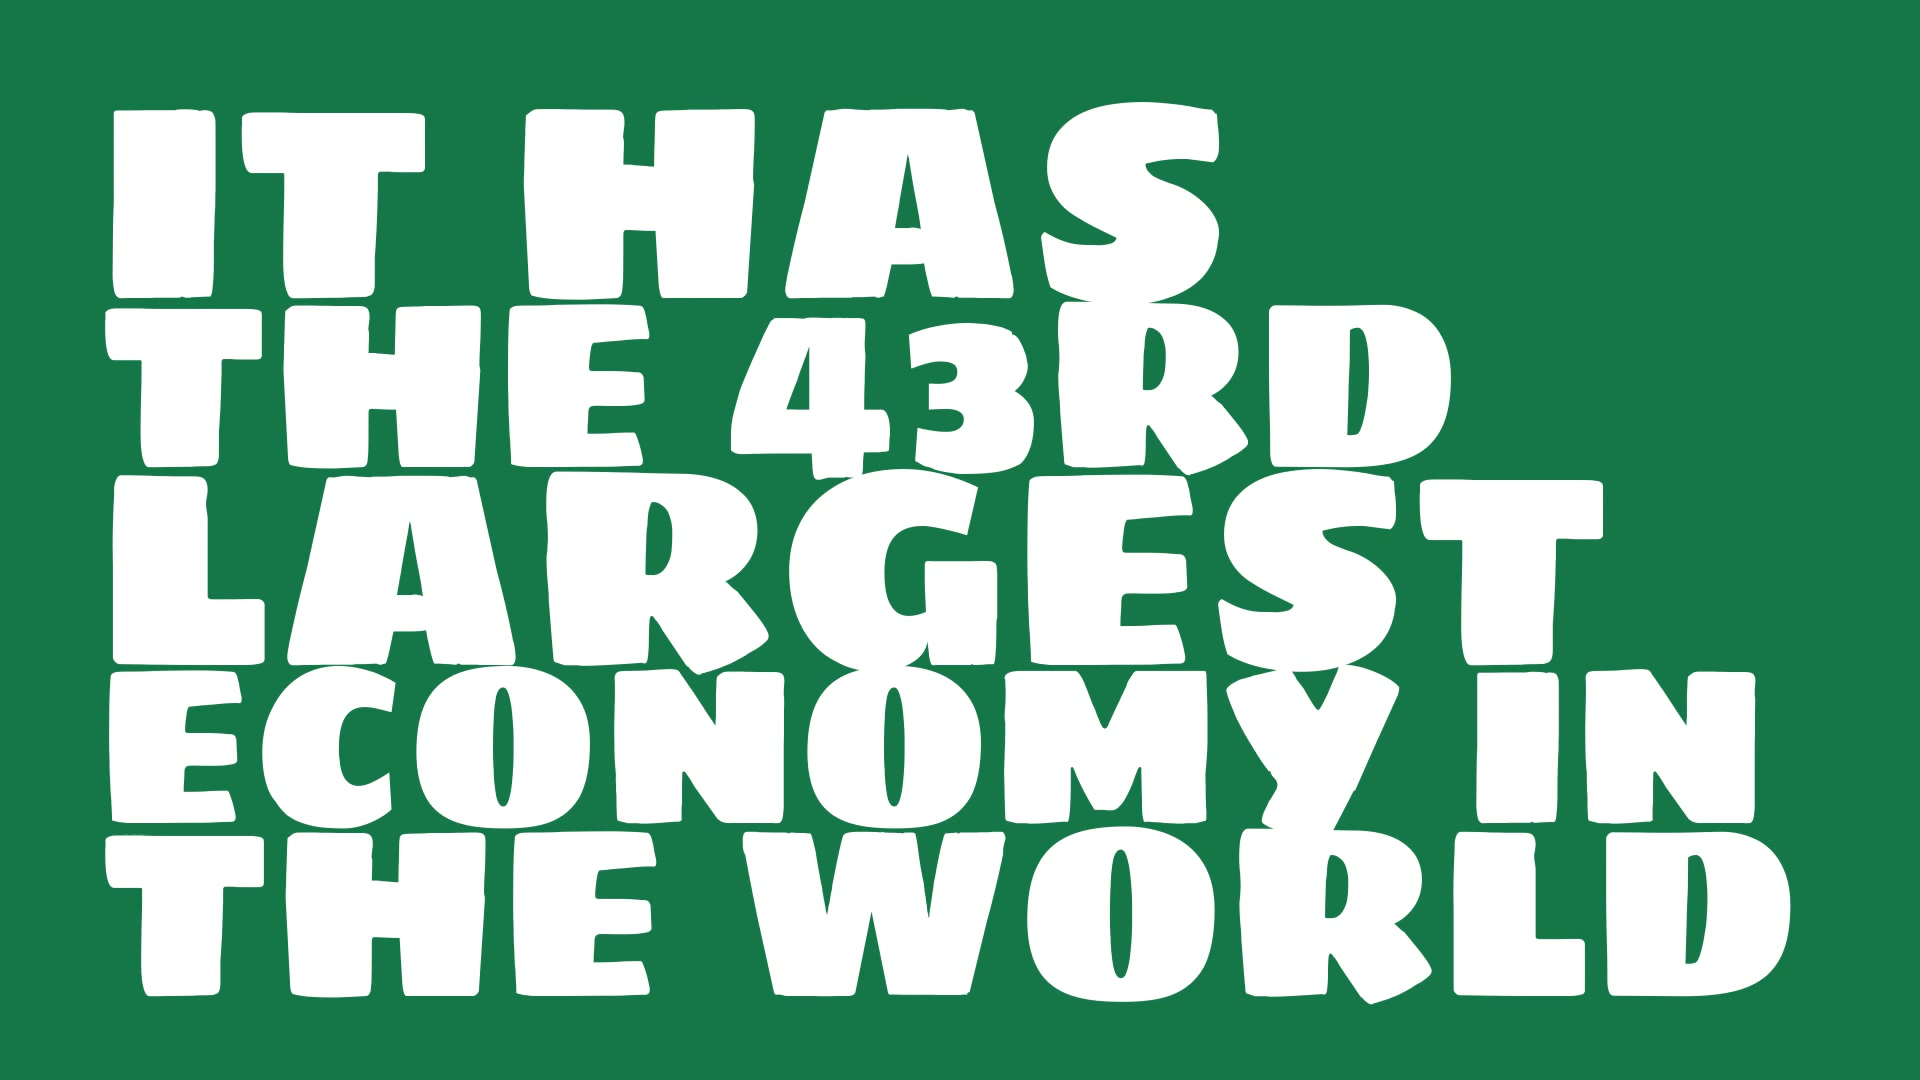 IT HAS
THE 43RD
LARGEST
ECONOMY IN
THE WORLD